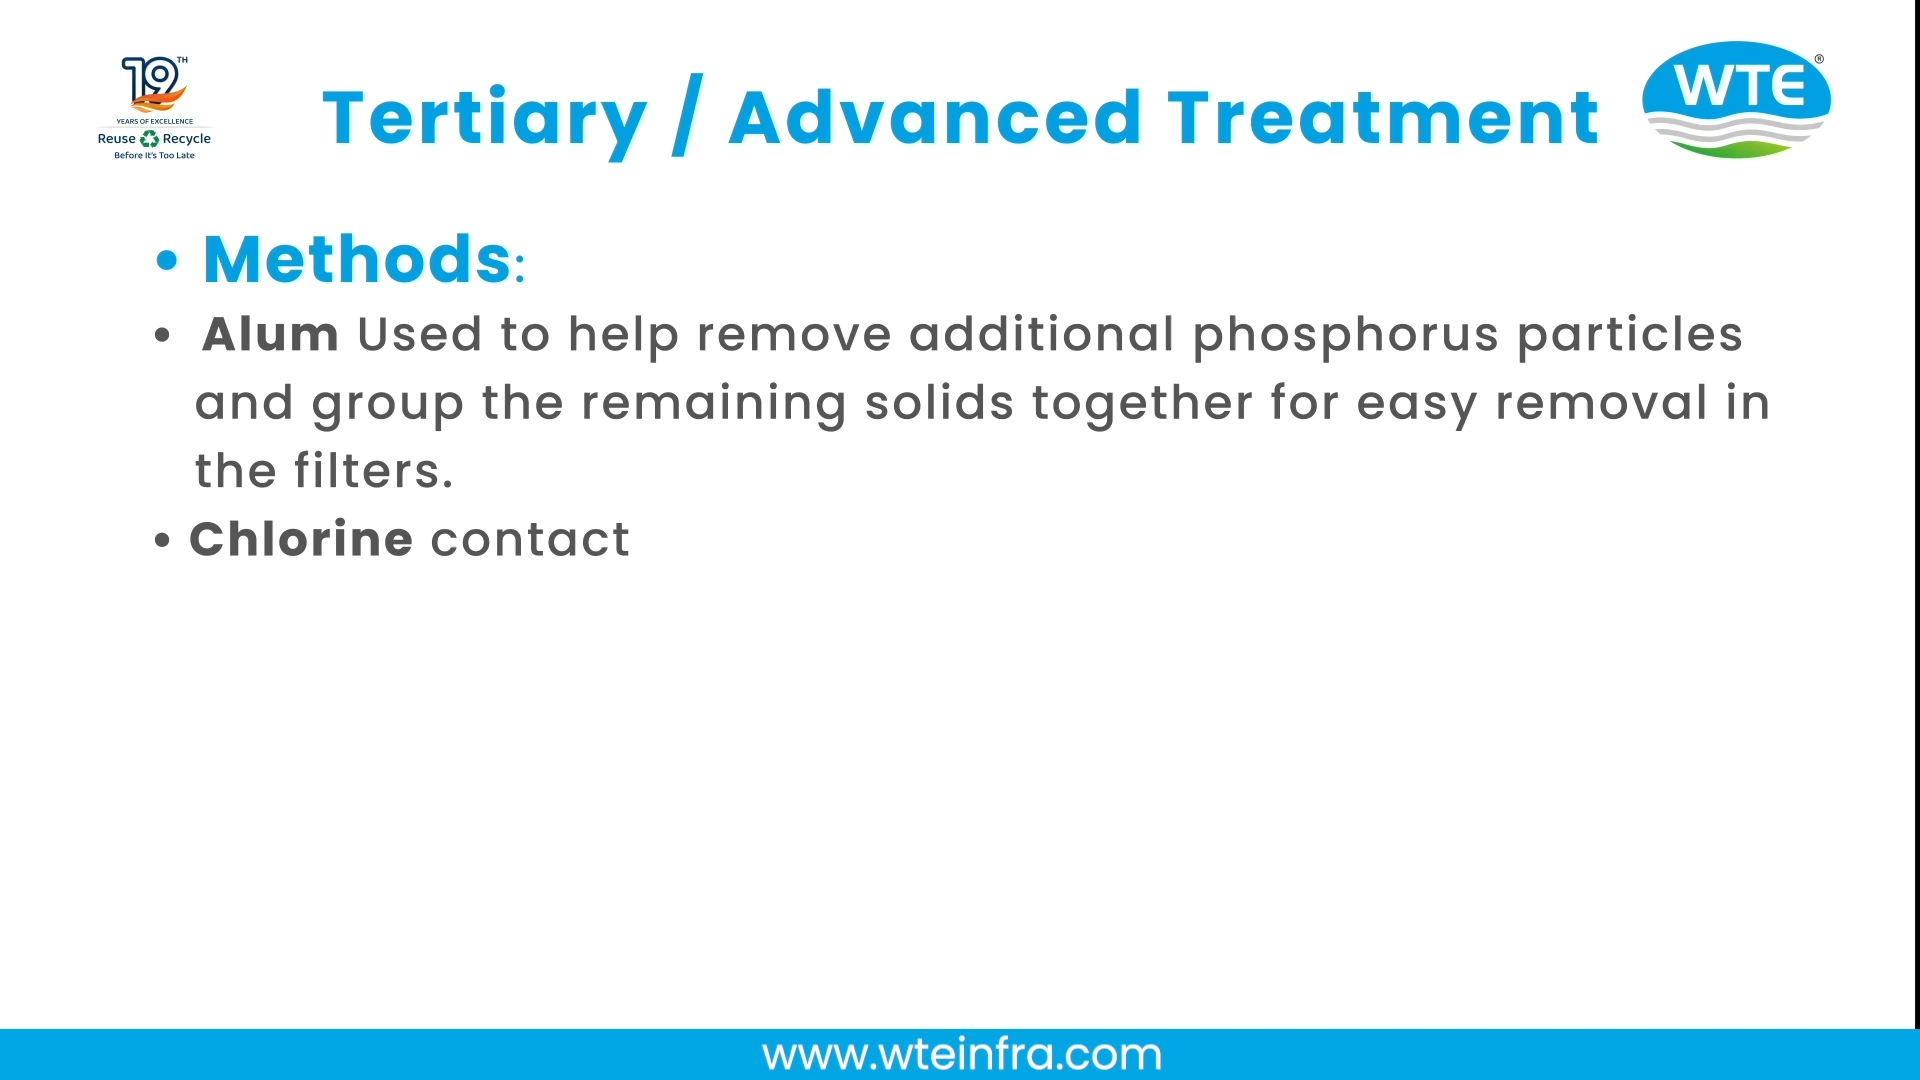 19TH
YEARS OF EXCELLENCE
Reuse Recycle
Before It's Too Late
Tertiary / Advanced Treatment
WTE®
• Methods:
• Alum Used to help remove additional phosphorus particles
and group the remaining solids together for easy removal in
the filters.
• Chlorine contact
www.wteinfra.com